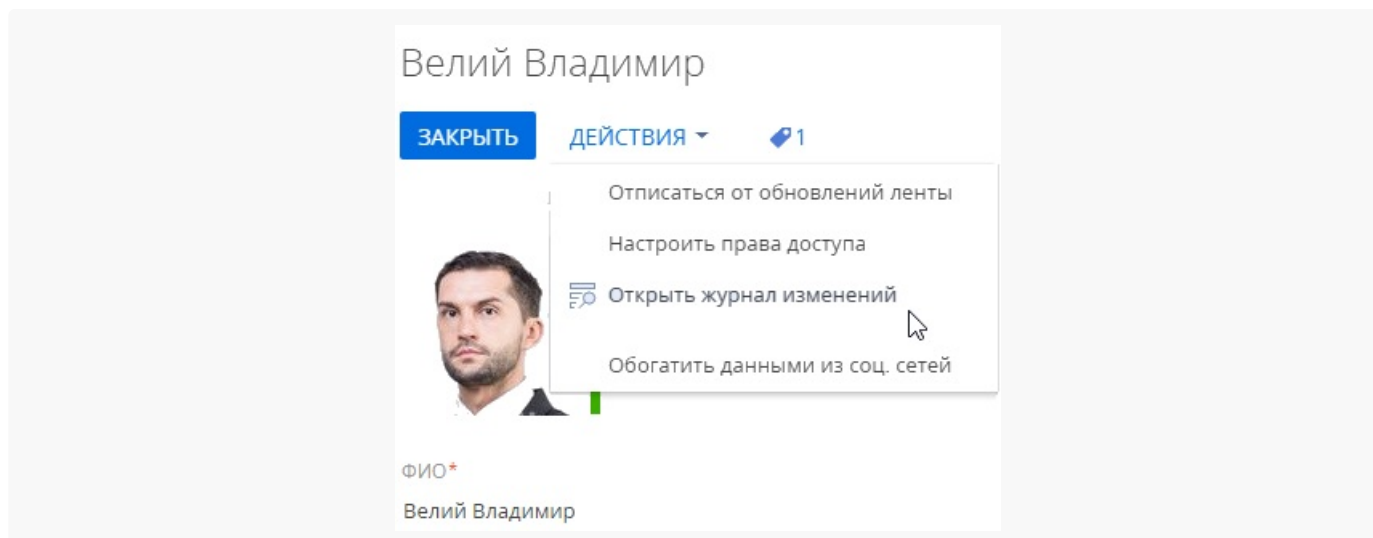 Велий Владимир
ЗАКРЫТЬ ДЕЙСТВИЯ 1
Отписаться от обновлений ленты
Настроить права доступа
Открыть журнал изменений
Обогатить данными из соц. сетей
ФИО*
Велий Владимир